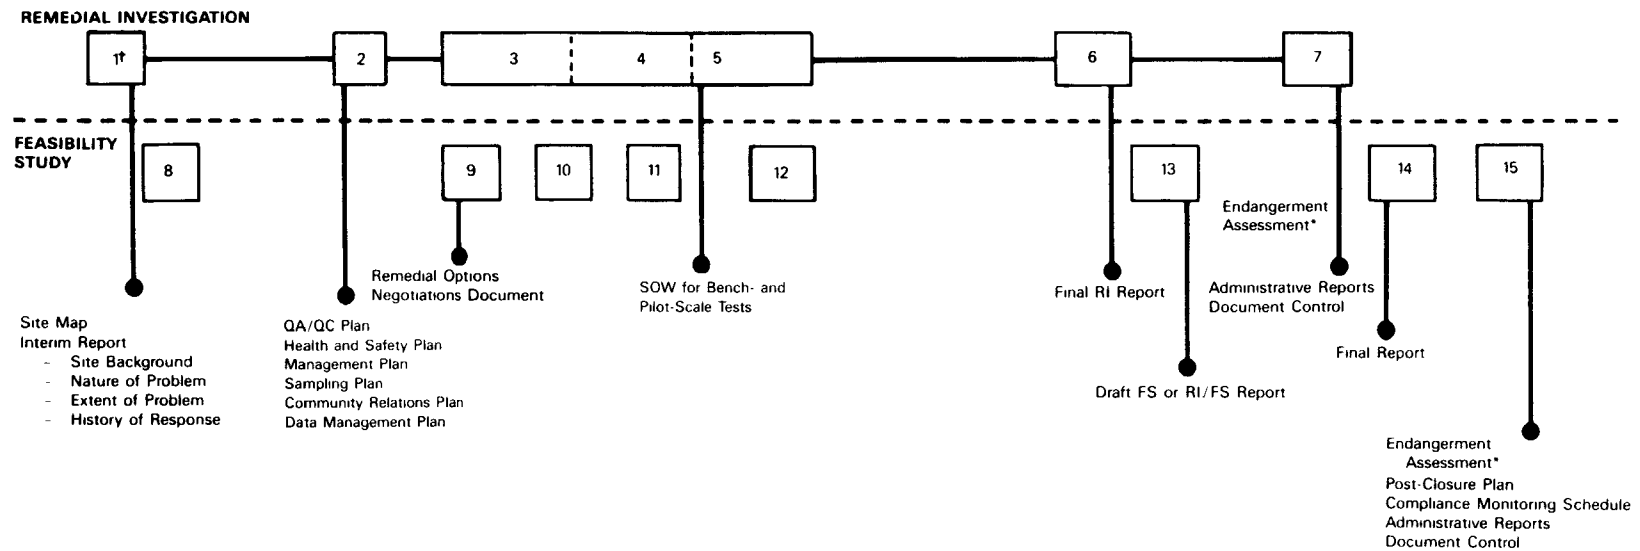 REMEDIAL INVESTIGATION
1†
2
3
4
5
6
7
FEASIBILITY
STUDY
8
9
10
11
12
13
14
15
Site Map
Interim Report
- Site Background
- Nature of Problem
- Extent of Problem
- History of Response
QA/QC Plan
Health and Safety Plan
Management Plan
Sampling Plan
Community Relations Plan
Data Management Plan
Remedial Options
Negotiations Document
SOW for Bench- and
Pilot-Scale Tests
Final RI Report
Draft FS or RI/FS Report
Endangerment
Assessment*
Administrative Reports
Document Control
Final Report
Endangerment
Assessment*
Post-Closure Plan
Compliance Monitoring Schedule
Administrative Reports
Document Control